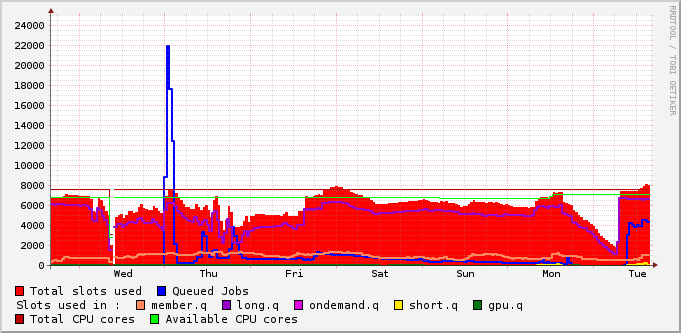 RRDTOOL / TOBI OETIKER
24000
22000
20000
18000
16000
14000
12000
10000
8000
6000
4000
2000
0
Wed Thu Fri Sat Sun Mon Tue
Total slots used Queued Jobs
Slots used in : member.q long.q ondemand.q short.q gpu.q
Total CPU cores Available CPU cores